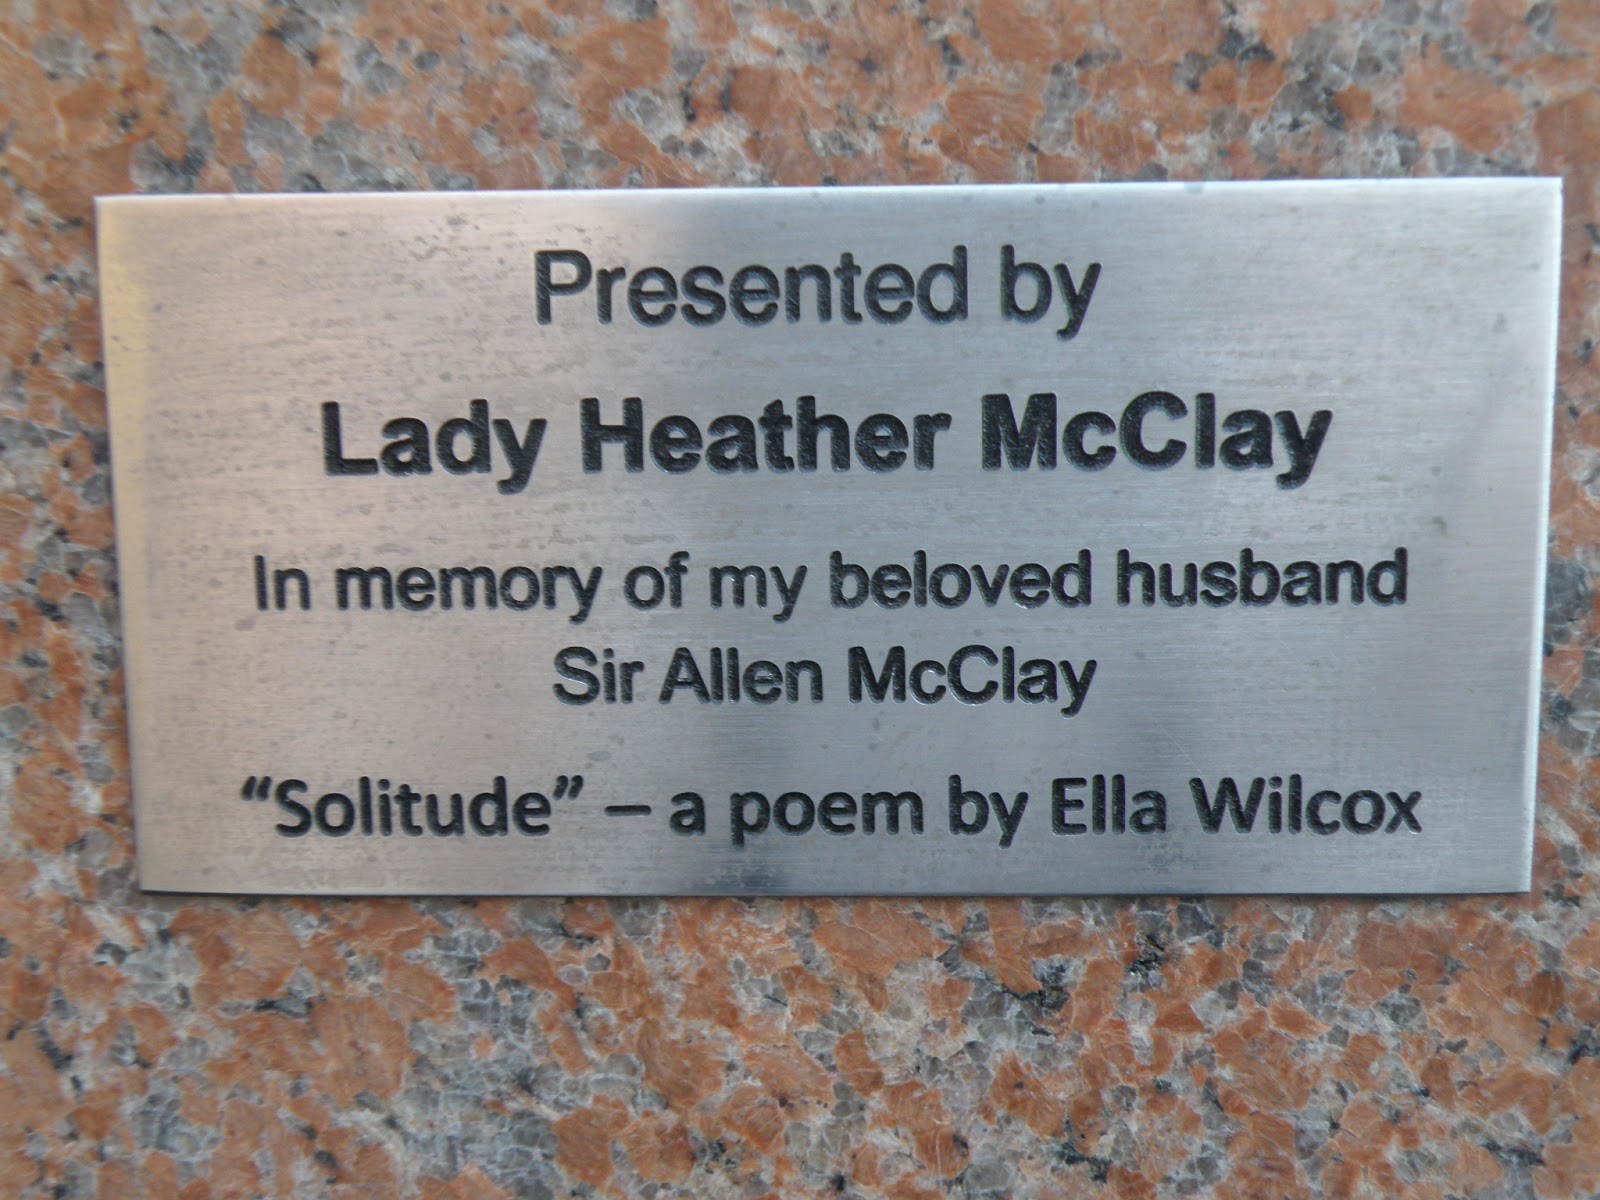 Presented by
Lady Heather McClay
In memory of my beloved husband
Sir Allen McClay
“Solitude” – a poem by Ella Wilcox